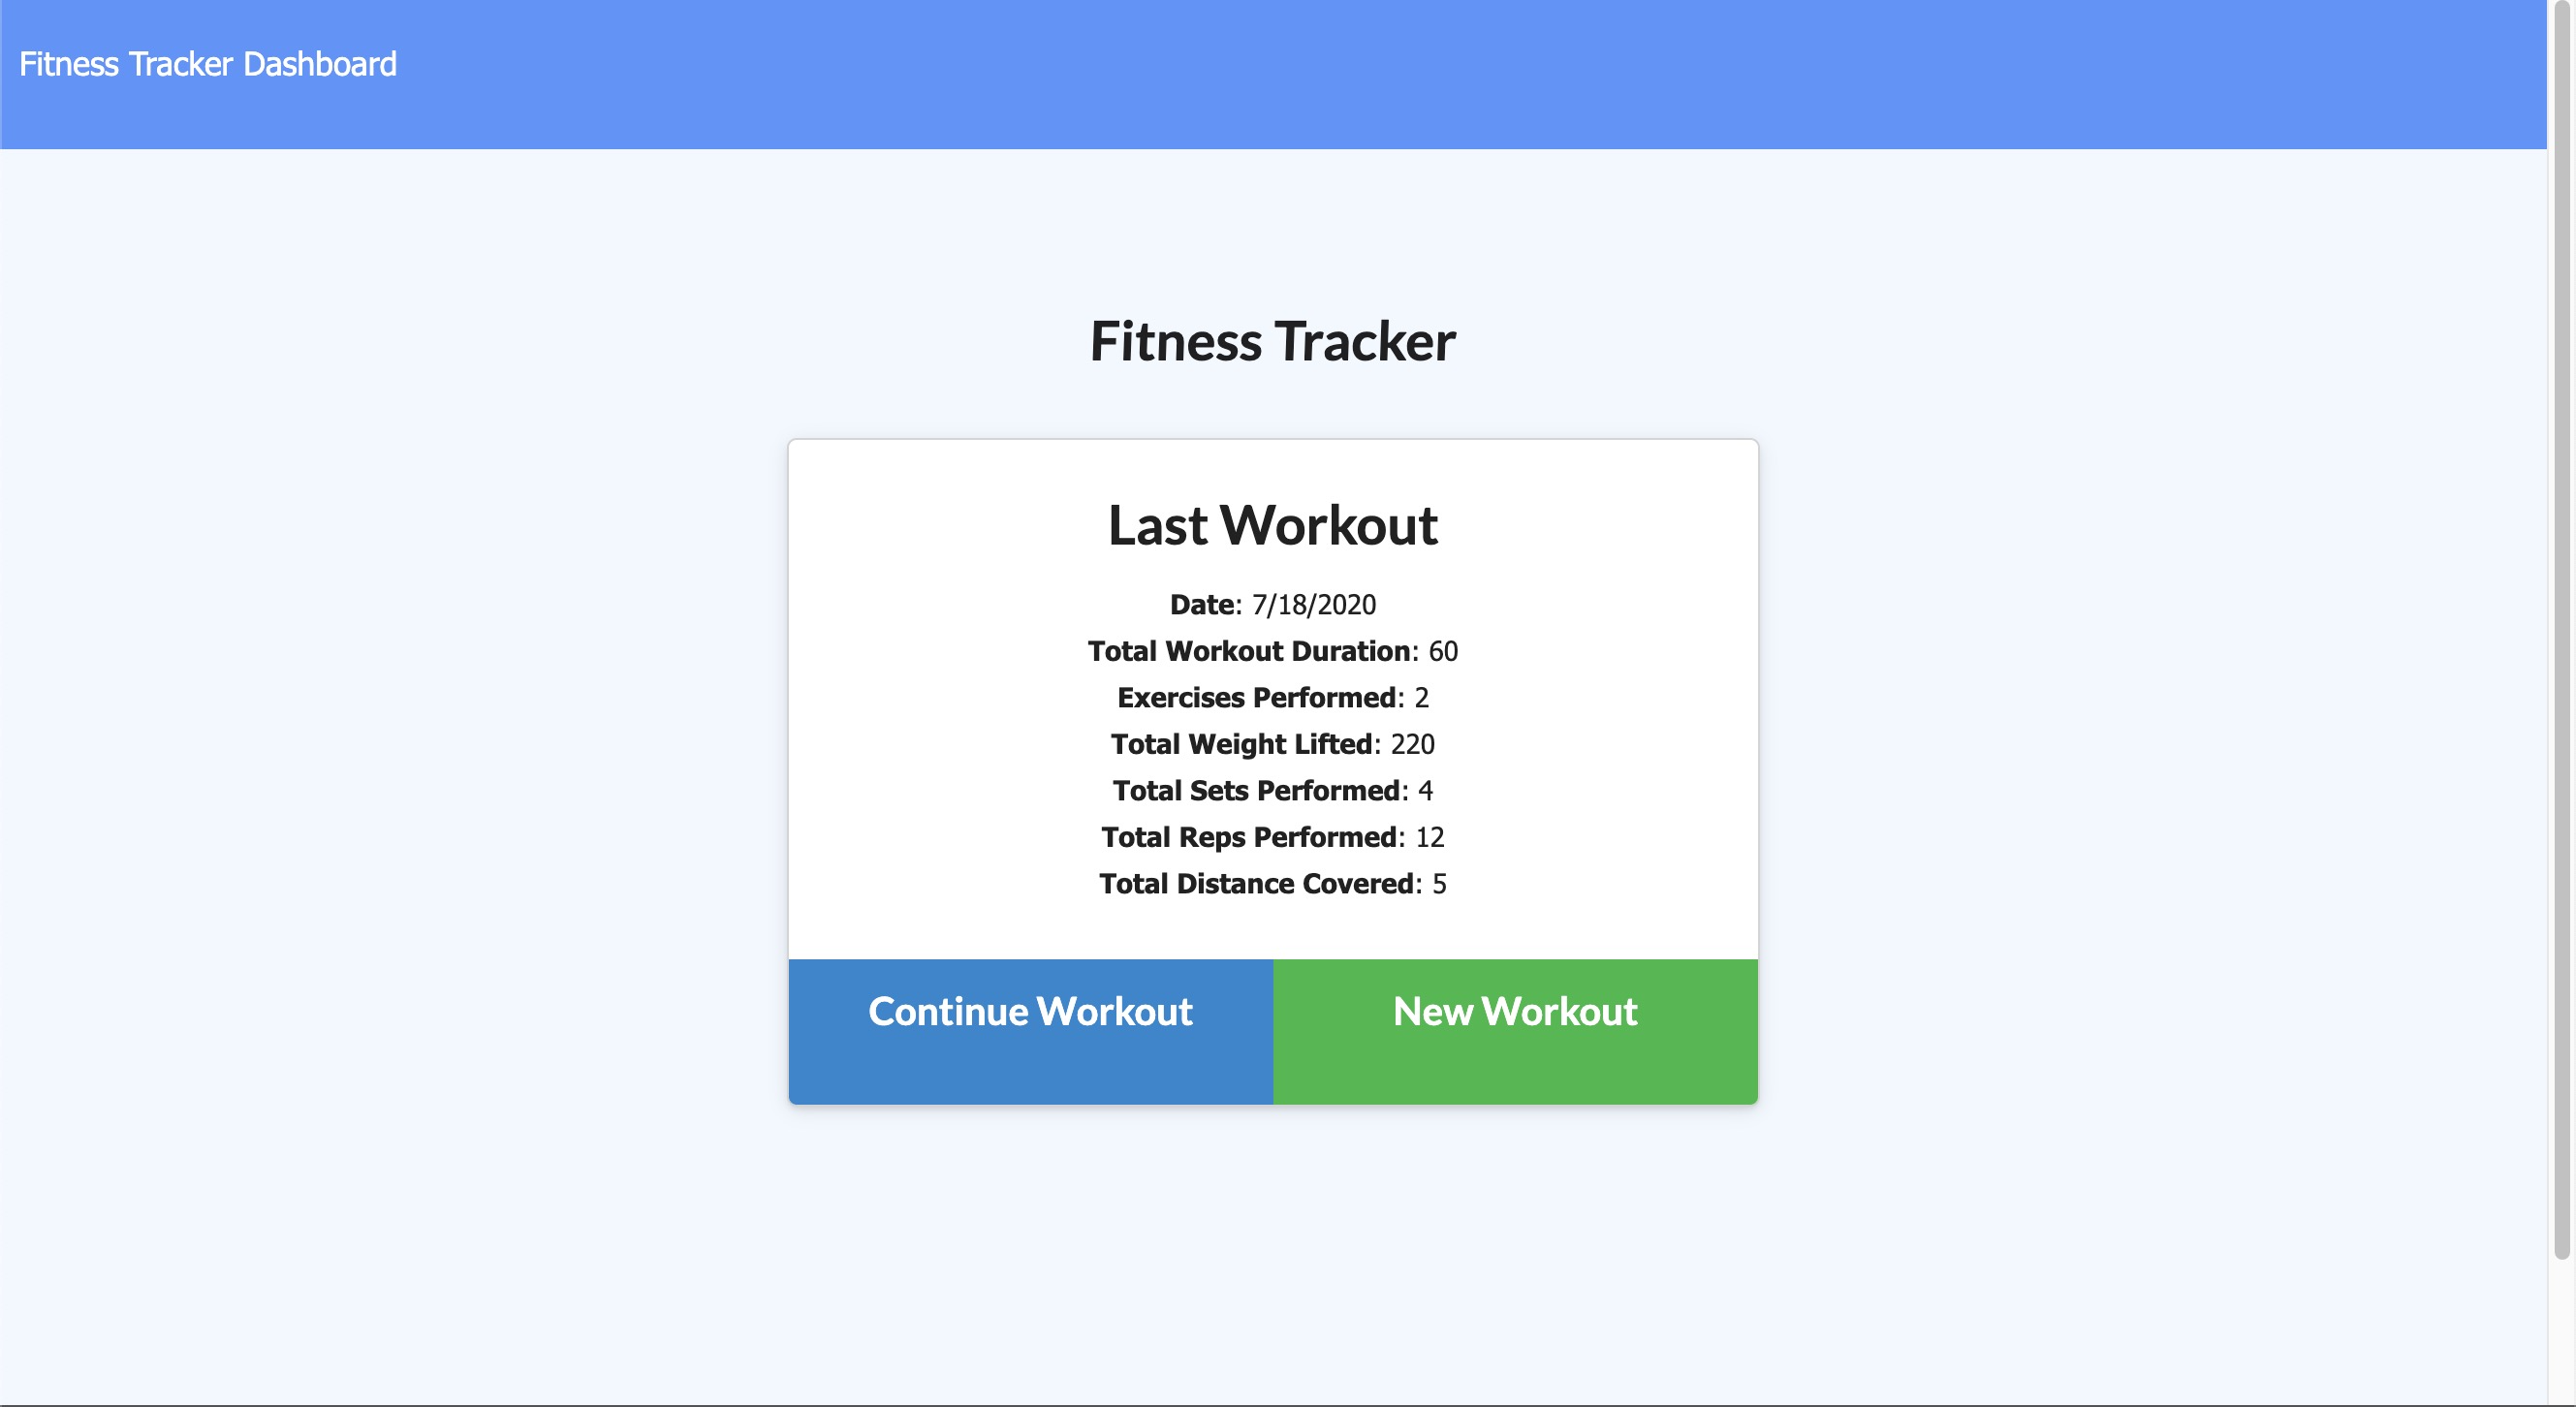 Fitness Tracker Dashboard
Fitness Tracker
Last Workout
Date: 7/18/2020
Total Workout Duration: 60
Exercises Performed: 2
Total Weight Lifted: 220
Total Sets Performed: 4
Total Reps Performed: 12
Total Distance Covered: 5
Continue Workout
New Workout